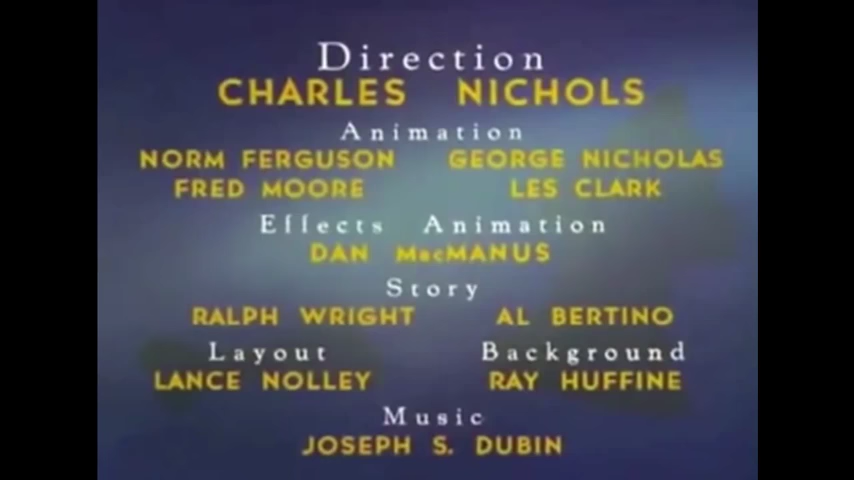 Direction
CHARLES NICHOLS
Animation
NORM FERGUSON GEORGE NICHOLAS
FRED MOORE LES CLARK
Effects Animation
DAN MacMANUS
Story
RALPH WRIGHT AL BERTINO
Layout Background
LANCE NOLLEY RAY HUFFINE
Music
JOSEPH S. DUBIN